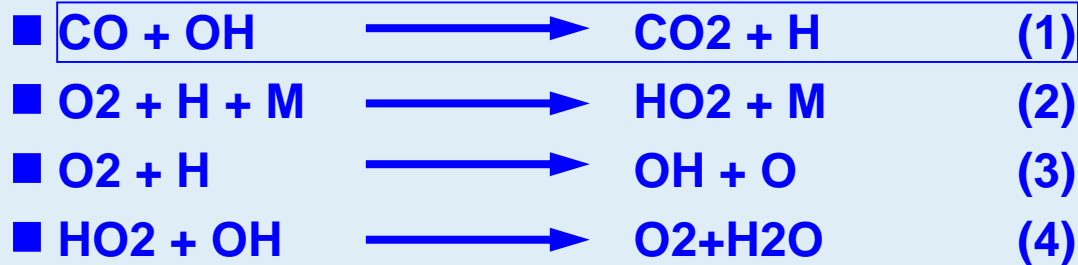 CO + OH CO2 + H (1)
O2 + H + M HO2 + M (2)
O2 + H OH + O (3)
HO2 + OH O2+H2O (4)